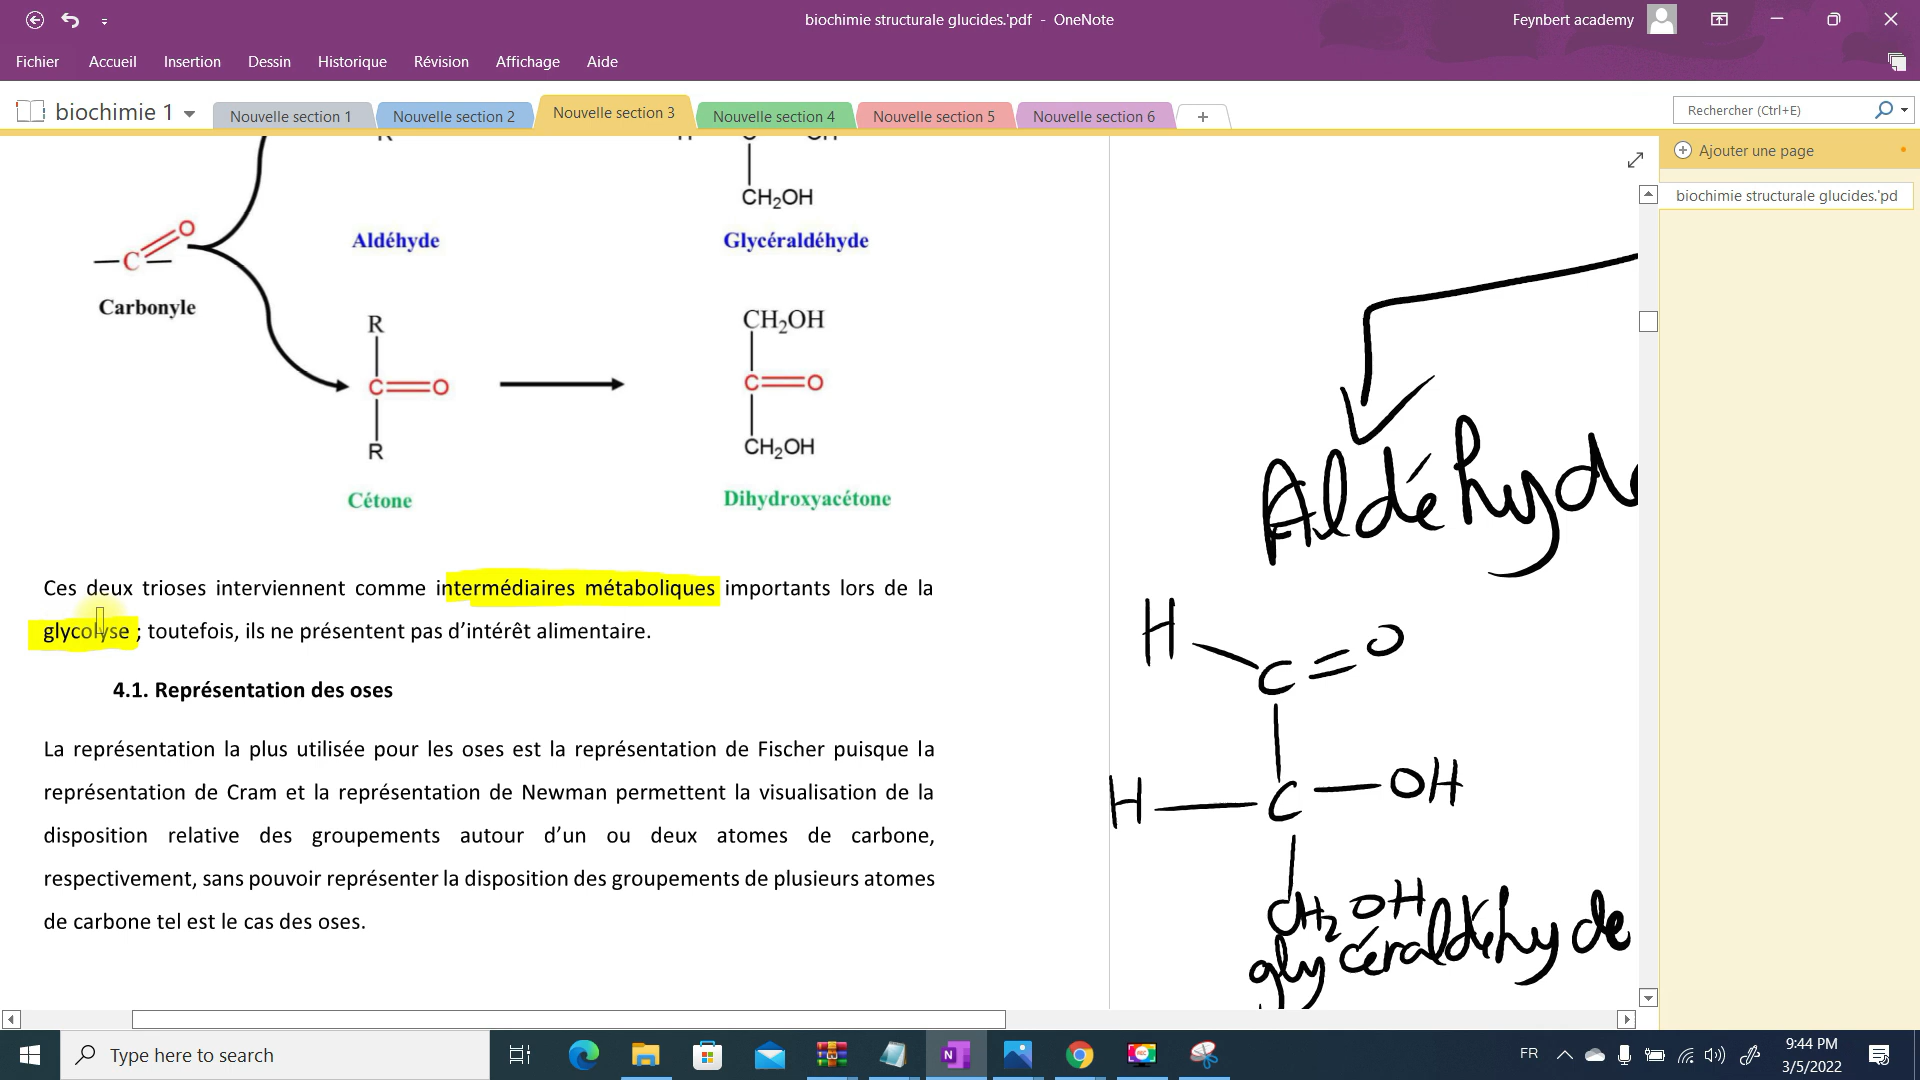 biochimie structurale glucides.'pdf - OneNote
Feynbert academy
Fichier Accueil Insertion Dessin Historique Révision Affichage Aide
biochimie 1
Nouvelle section 1 Nouvelle section 2 Nouvelle section 3 Nouvelle section 4 Nouvelle section 5 Nouvelle section 6 +
Rechercher (Ctrl+E)
Ajouter une page
biochimie structurale glucides.'pd
CH₂OH
Aldéhyde
Glycéraldéhyde
C O
Carbonyle
R
C O
R
Cétone
CH₂OH
C O
CH₂OH
Dihydroxyacétone
Ces deux trioses interviennent comme intermédiaires métaboliques importants lors de la
glycolyse ; toutefois, ils ne présentent pas d'intérêt alimentaire.
4.1. Représentation des oses
La représentation la plus utilisée pour les oses est la représentation de Fischer puisque la
représentation de Cram et la représentation de Newman permettent la visualisation de la
disposition relative des groupements autour d'un ou deux atomes de carbone,
respectivement, sans pouvoir représenter la disposition des groupements de plusieurs atomes
de carbone tel est le cas des oses.
Aldéhyde
H C = O
H C OH
CH₂OH
glycéraldéhyde
Type here to search
FR
9:44 PM
3/5/2022